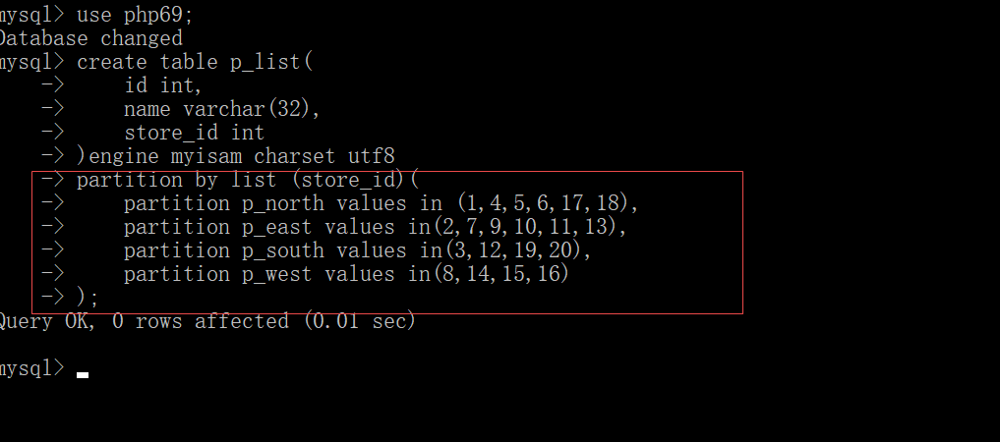 mysql> use php69;
Database changed
mysql> create table p_list(
    ->     id int,
    ->     name varchar(32),
    ->     store_id int
    -> )engine myisam charset utf8
    -> partition by list (store_id)(
    ->     partition p_north values in (1,4,5,6,17,18),
    ->     partition p_east values in(2,7,9,10,11,13),
    ->     partition p_south values in(3,12,19,20),
    ->     partition p_west values in(8,14,15,16)
    -> );
Query OK, 0 rows affected (0.01 sec)
mysql>